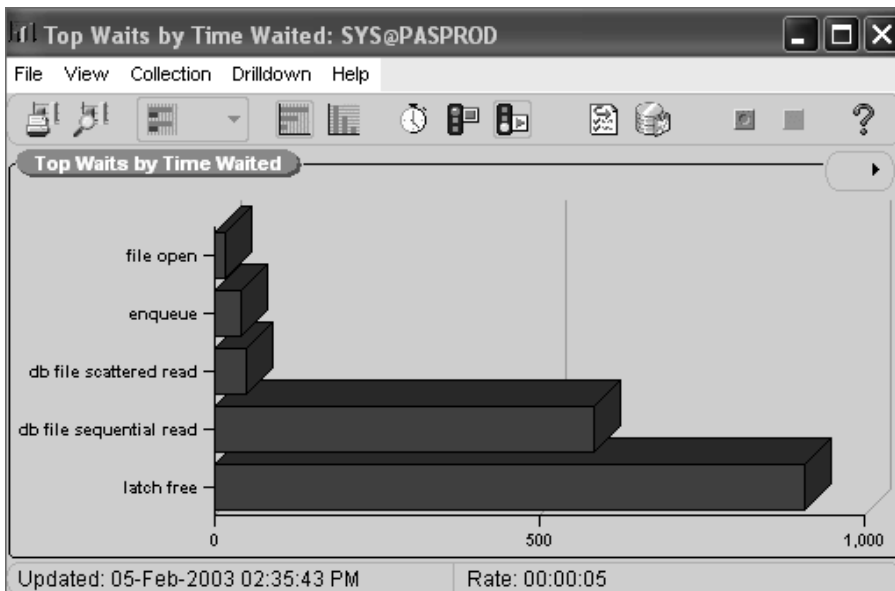 Top Waits by Time Waited: SYS@PASPROD
File View Collection Drilldown Help
Top Waits by Time Waited
file open
enqueue
db file scattered read
db file sequential read
latch free
0 500 1,000
Updated: 05-Feb-2003 02:35:43 PM Rate: 00:00:05